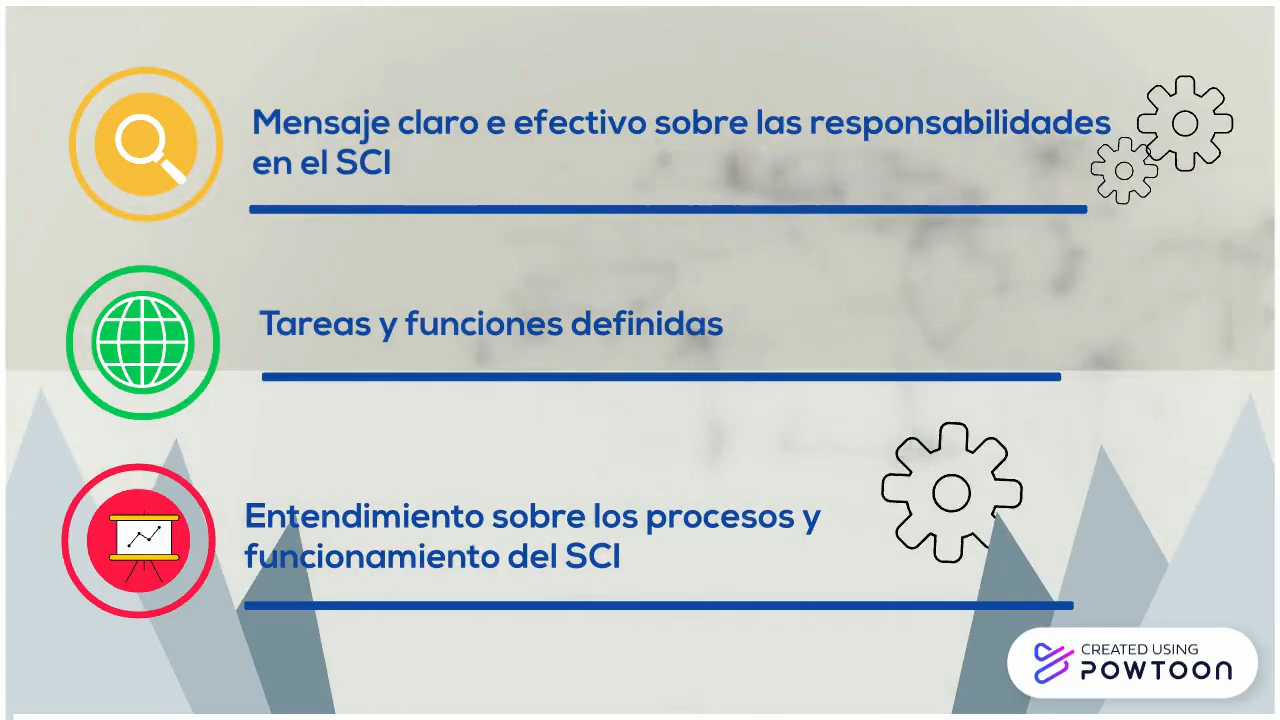 Mensaje claro e efectivo sobre las responsabilidades
en el SCI
Tareas y funciones definidas
Entendimiento sobre los procesos y
funcionamiento del SCI
CREATED USING
POWTOON